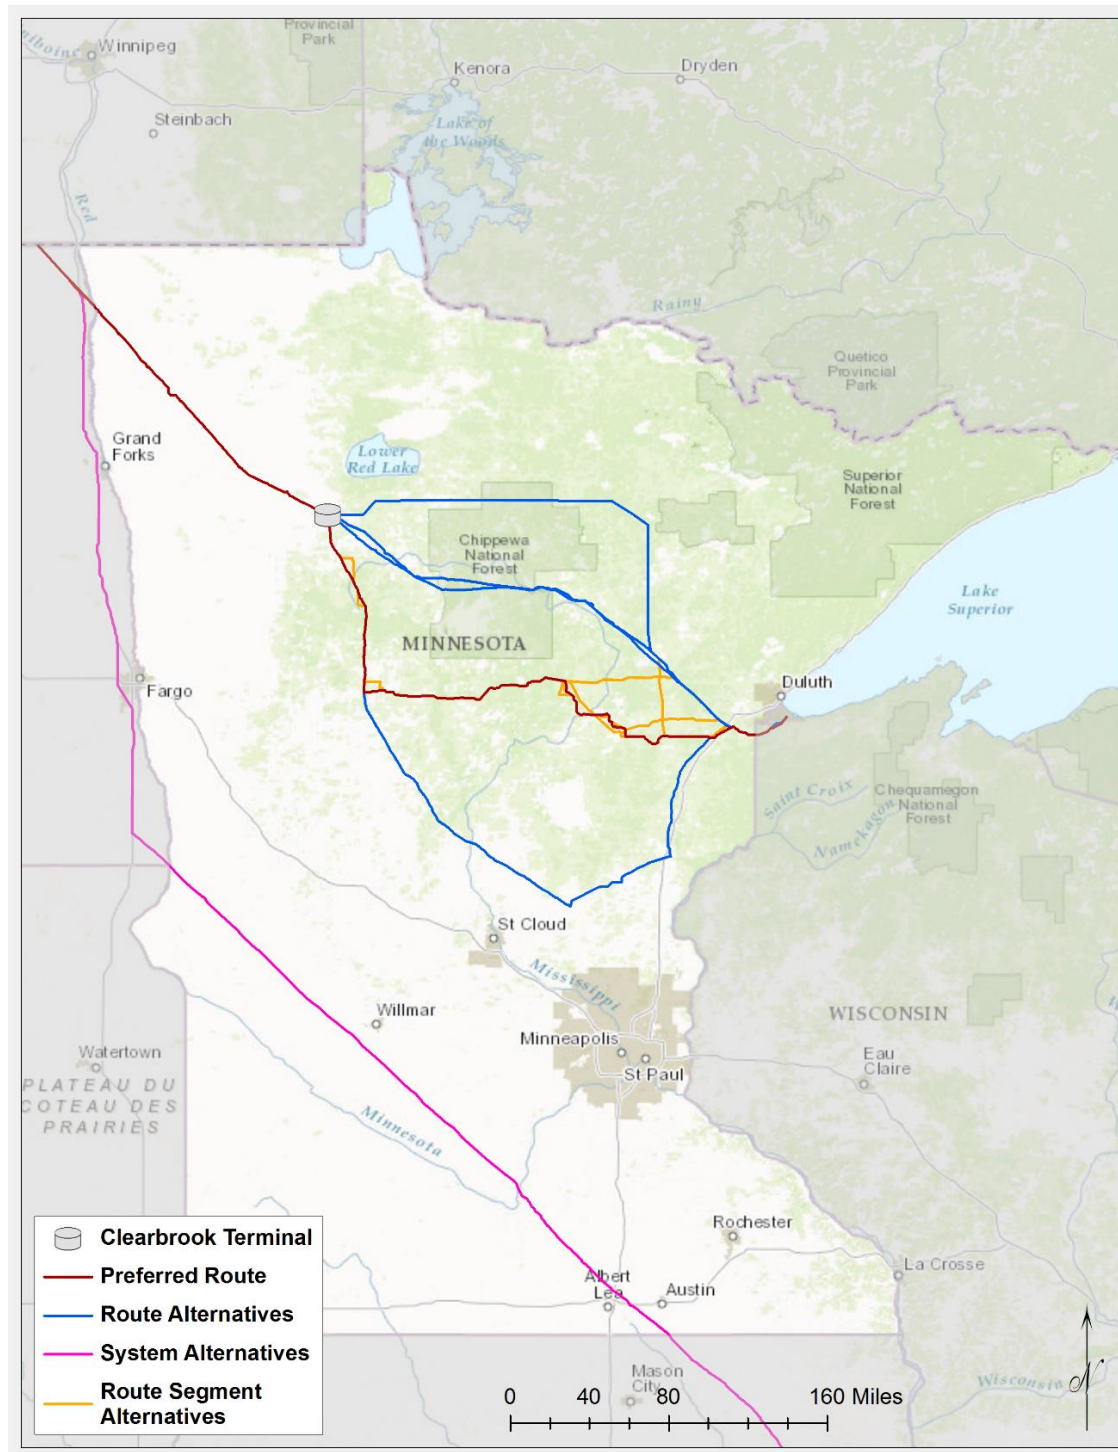 Provincial
Park
Winnipeg
Kenora
Dryden
Steinbach
Lake of
the Woods
Red
Rainy
Quetico
Provincial
Park
Grand
Forks
Lower
Red Lake
Superior
National
Forest
Chippewa
National
Forest
Lake
Superior
MINNESOTA
Fargo
Duluth
Saint Croix
Chequamegon
National
Forest
Namekagon
St Cloud
Mississippi
Willmar
WISCONSIN
Minneapolis
St Paul
Eau
Claire
Watertown
PLATEAU DU
COTEAU DES
PRAIRIES
Minnesota
Rochester
La Crosse
Albert
Lea
Austin
Mason
City
Wisconsin
N
Clearbrook Terminal
Preferred Route
Route Alternatives
System Alternatives
Route Segment
Alternatives
0 40 80 160 Miles